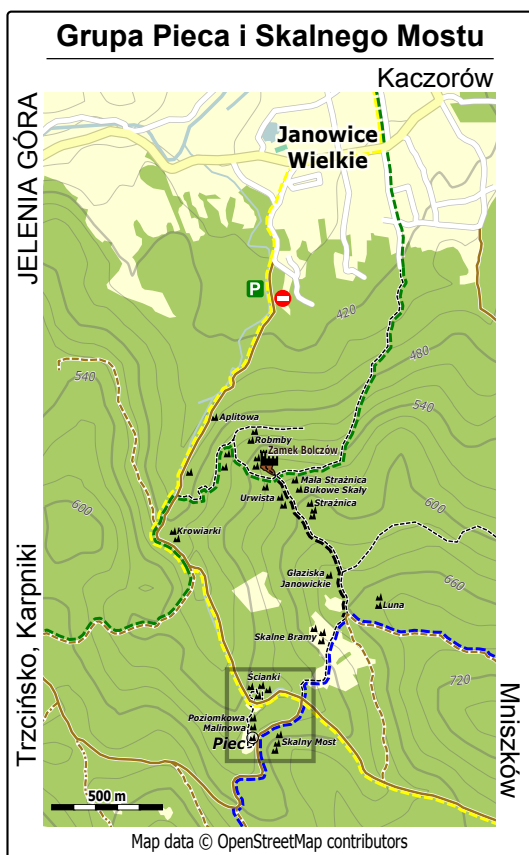 Grupa Pieca i Skalnego Mostu
Kaczorów
JELENIA GÓRA
Janowice
Wielkie
P
420
480
540
540
Aplitowa
Robmby
Zamek Bolczów
Mała Strażnica
Bukowe Skały
Urwista
Strażnica
600
600
Krowiarki
Głaziska
Janowickie
660
Luna
Skalne Bramy
Trzcińsko, Karpniki
Mniszków
720
Ścianki
Poziomkowa
Malinowa
Piec
Skalny Most
500 m
Map data © OpenStreetMap contributors